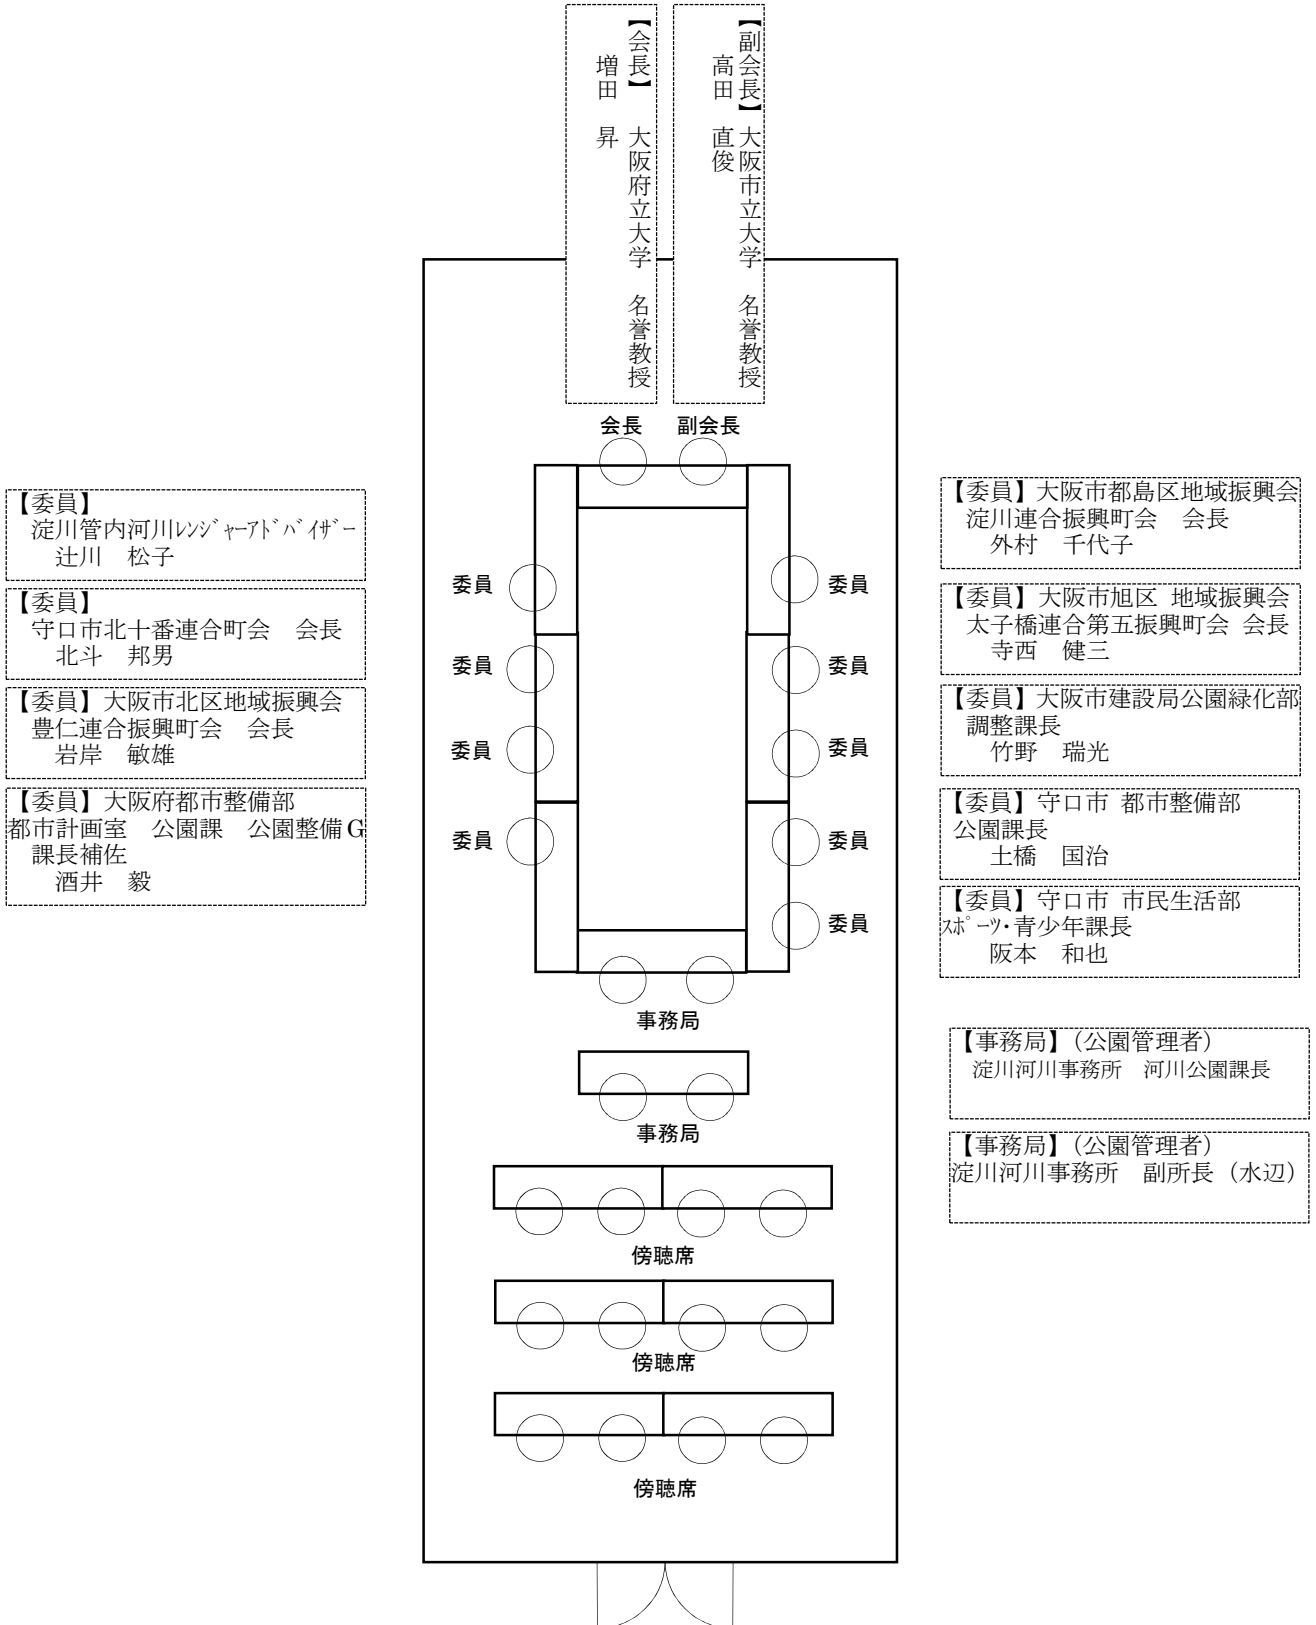 【副会長】大阪市立大学　名誉教授
高田　直俊
【会長】　大阪府立大学　名誉教授
増田　昇
会長
副会長
【委員】
淀川管内河川ﾚﾝｼﾞｬｰｱﾄﾞﾊﾞｲｻﾞｰ
辻川　松子
【委員】
守口市北十番連合町会　会長
北斗　邦男
【委員】大阪市北区地域振興会
豊仁連合振興町会　会長
岩岸　敏雄
【委員】大阪府都市整備部
都市計画室　公園課　公園整備G
課長補佐
酒井　毅
委員
委員
委員
委員
委員
委員
委員
委員
委員
【委員】大阪市都島区地域振興会
淀川連合振興町会　会長
外村　千代子
【委員】大阪市旭区 地域振興会
太子橋連合第五振興町会 会長
寺西　健三
【委員】大阪市建設局公園緑化部
調整課長
竹野　瑞光
【委員】守口市 都市整備部
公園課長
土橋　国治
【委員】守口市 市民生活部
ｽﾎﾟｰﾂ・青少年課長
阪本　和也
事務局
事務局
【事務局】（公園管理者）
淀川河川事務所　河川公園課長
【事務局】（公園管理者）
淀川河川事務所　副所長（水辺）
傍聴席
傍聴席
傍聴席